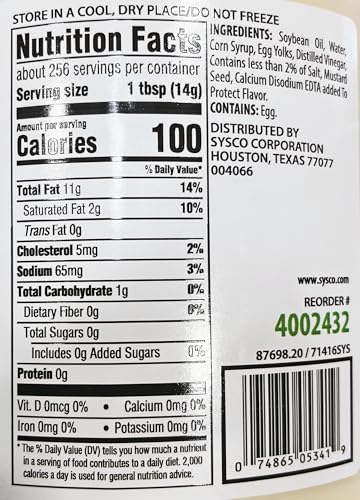 STORE IN A COOL, DRY PLACE/DO NOT FREEZE
Nutrition Facts
about 256 servings per container
Serving size 1 tbsp (14g)
Amount per serving
Calories 100
% Daily Value*
Total Fat 11g 14%
Saturated Fat 2g 10%
Trans Fat 0g
Cholesterol 5mg 2%
Sodium 65mg 3%
Total Carbohydrate 1g 0%
Dietary Fiber 0g 0%
Total Sugars 0g
Includes 0g Added Sugars 0%
Protein 0g
Vit. D 0mcg 0% • Calcium 0mg 0%
Iron 0mg 0% • Potassium 0mg 0%
* The % Daily Value (DV) tells you how much a nutrient
in a serving of food contributes to a daily diet. 2,000
calories a day is used for general nutrition advice.
INGREDIENTS: Soybean Oil, Water,
Corn Syrup, Egg Yolks, Distilled Vinegar,
Contains less than 2% of Salt, Mustard
Seed, Calcium Disodium EDTA added To
Protect Flavor.
CONTAINS: Egg.
DISTRIBUTED BY
SYSCO CORPORATION
HOUSTON, TEXAS 77077
004066
www.sysco.com
REORDER #
4002432
87698.20 / 71416SYS
0 74865 05341 9